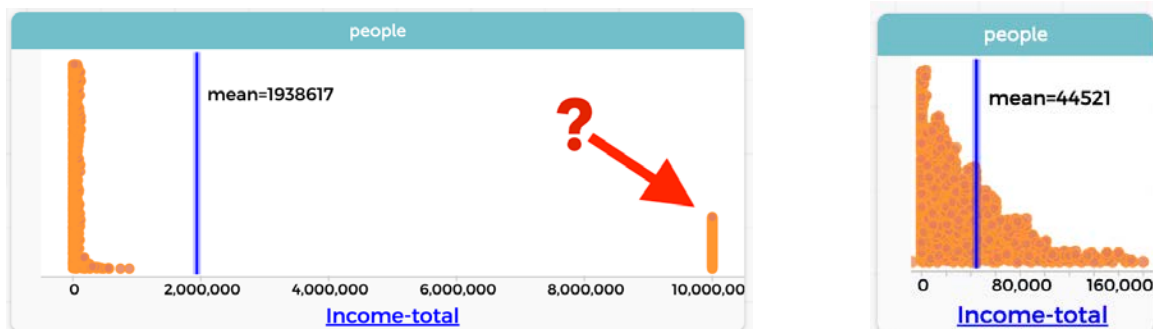 people
mean=1938617
?
0 2,000,000 4,000,000 6,000,000 8,000,000 10,000,00
Income-total
people
mean=44521
0 80,000 160,000
Income-total